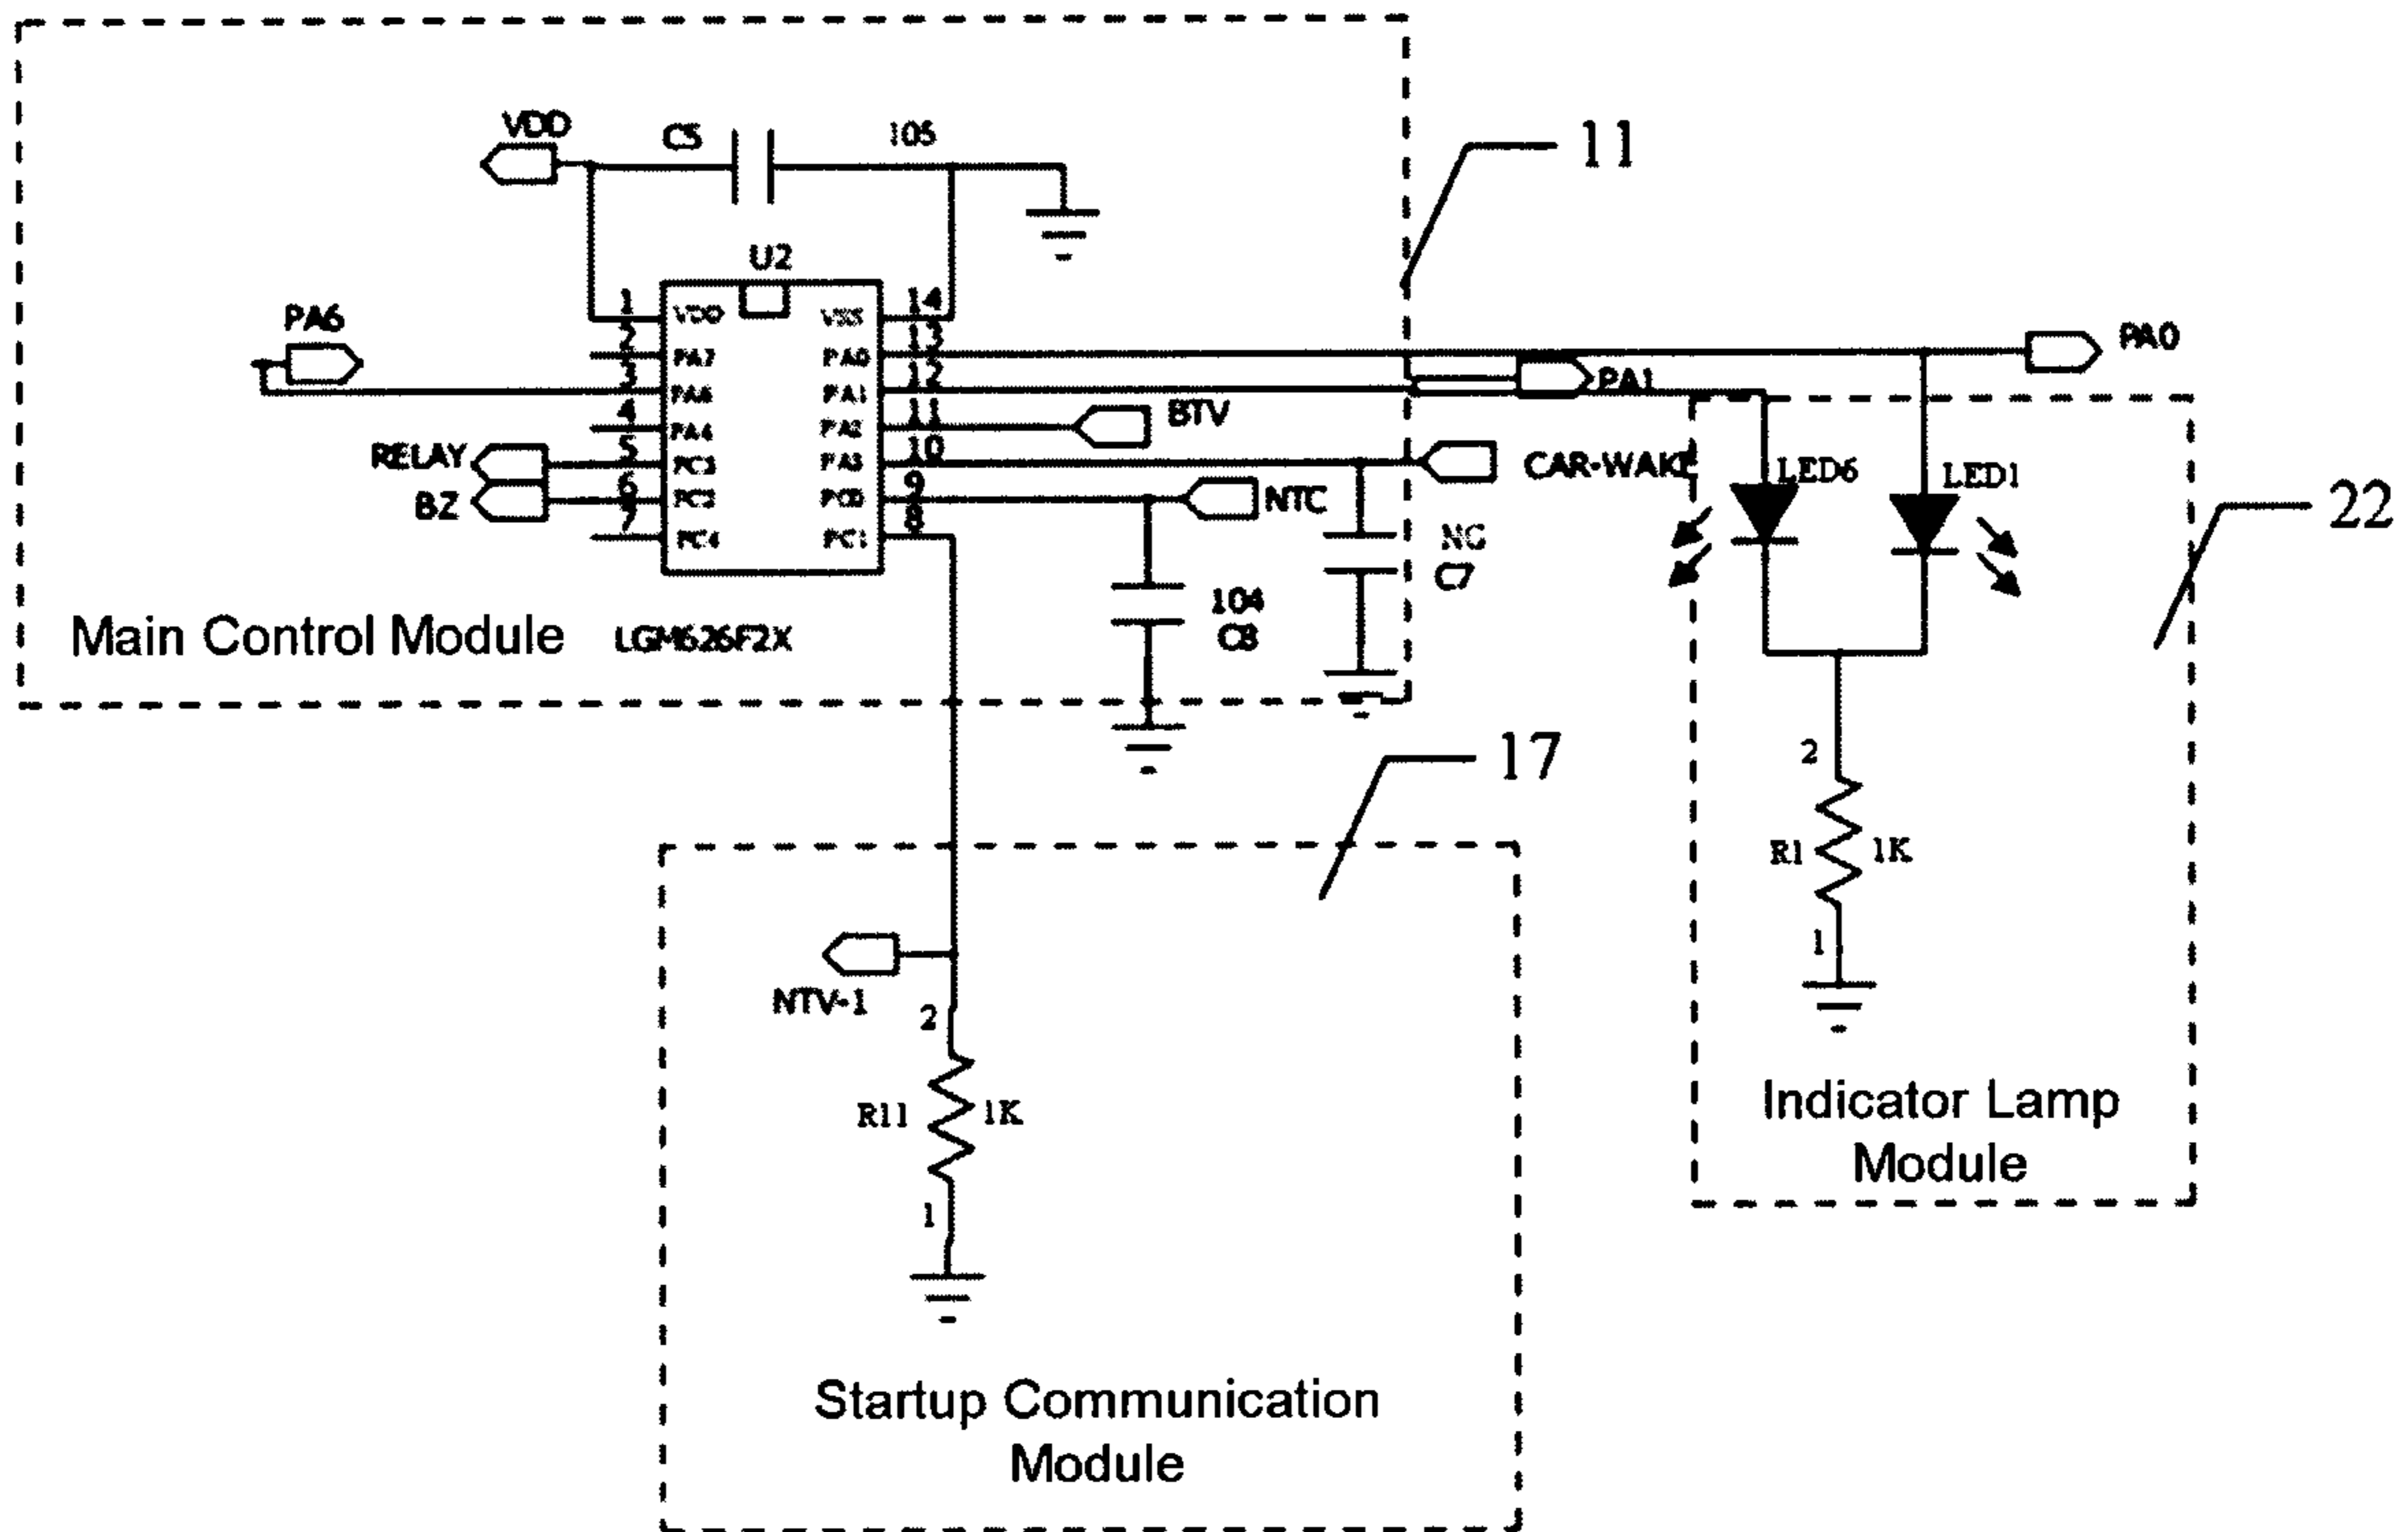 VDD
C5
105
11
U2
PA6
1
VDD
VSS
14
2
PA7
PA0
13
3
PA6
PA1
12
4
PA4
PA2
11
5
PC3
PA3
10
6
PC2
PC0
9
7
PC4
PC1
8
RELAY
BZ
PA0
PA1
BTV
CAR-WAKE
NTC
LED6
LED1
22
NG
C7
104
C8
Main Control Module
LGM626F2X
17
2
R1
1K
1
NTV-1
2
R11
1K
1
Indicator Lamp
Module
Startup Communication
Module